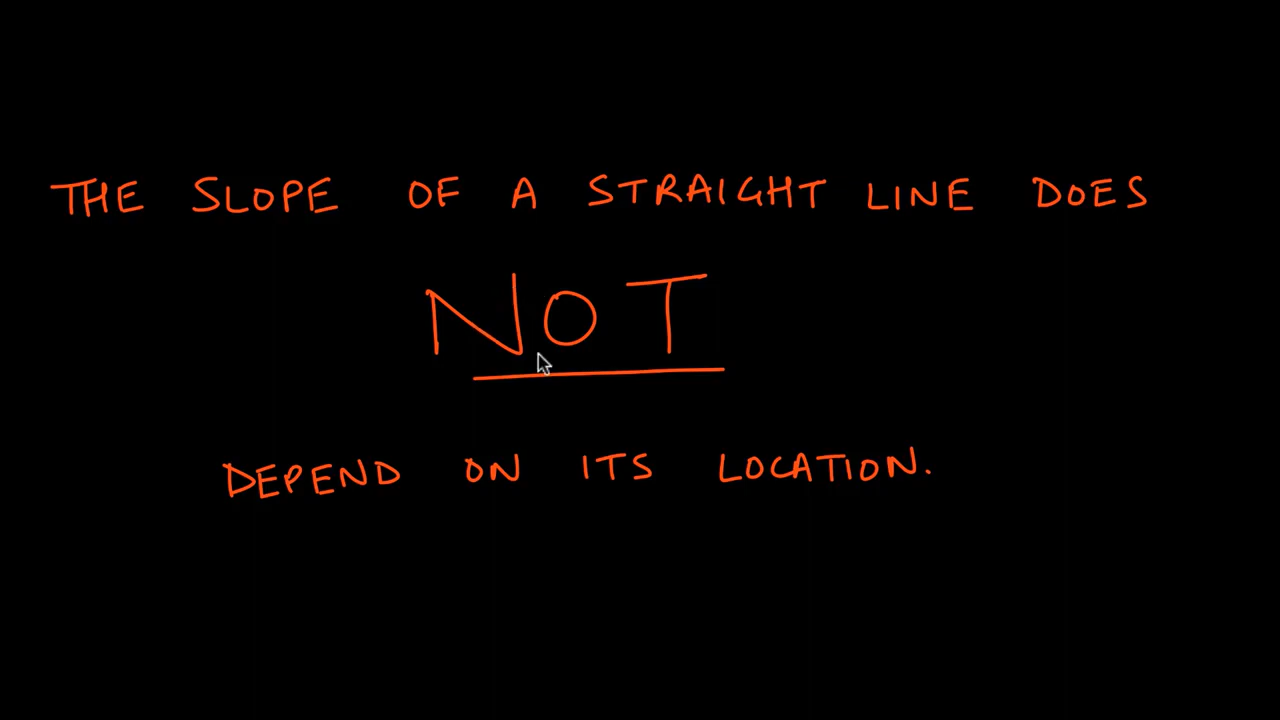 THE SLOPE OF A STRAIGHT LINE DOES
NOT
DEPEND ON ITS LOCATION.